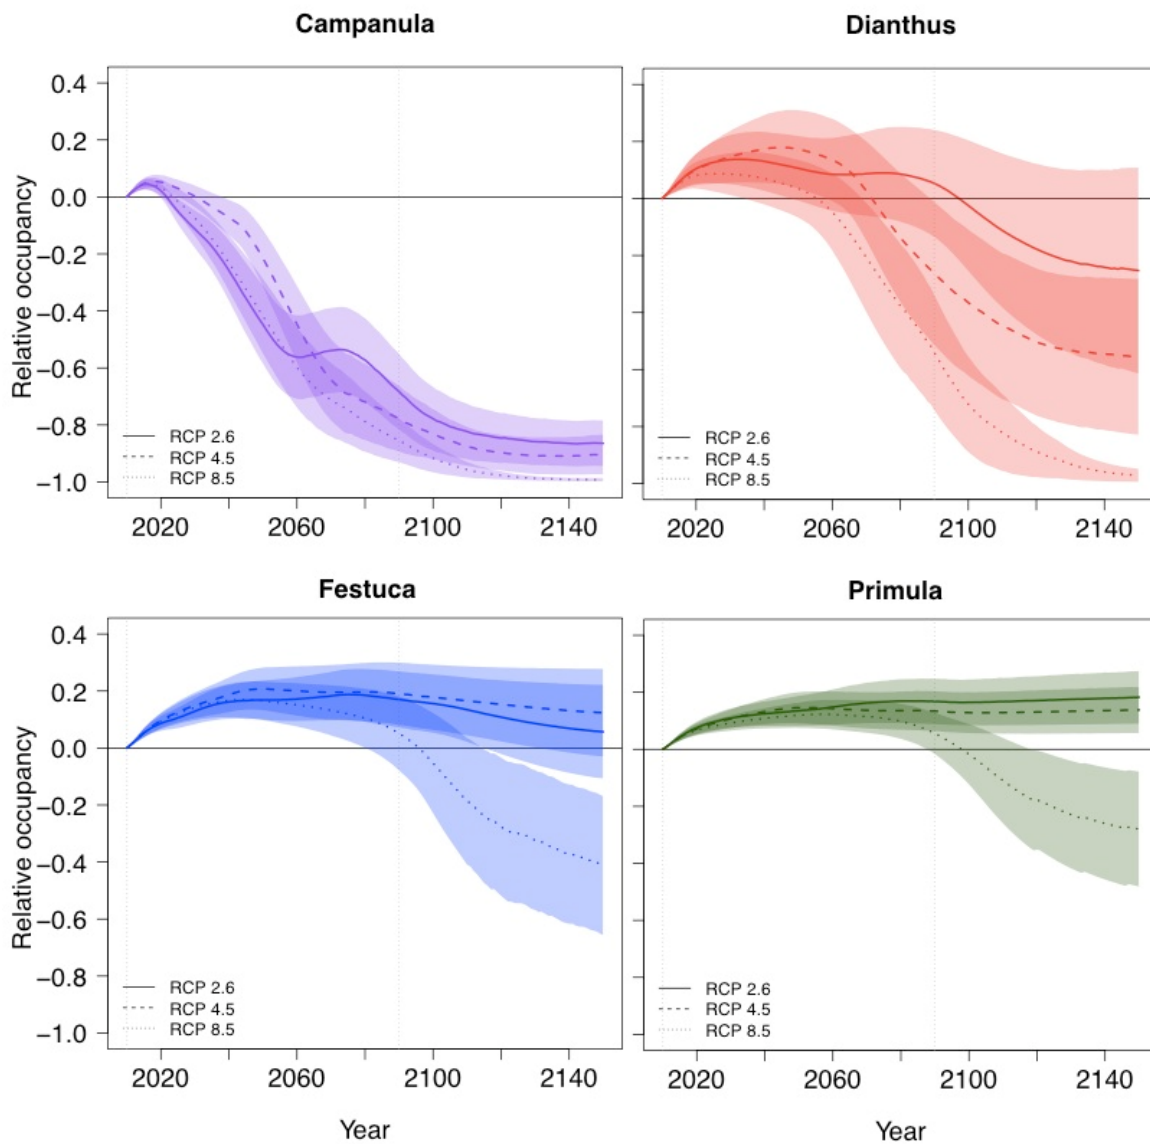 Campanula
Dianthus
Relative occupancy
0.4
0.2
0.0
−0.2
−0.4
−0.6
−0.8
−1.0
RCP 2.6
RCP 4.5
RCP 8.5
2020 2060 2100 2140
RCP 2.6
RCP 4.5
RCP 8.5
2020 2060 2100 2140
Festuca
Primula
Relative occupancy
0.4
0.2
0.0
−0.2
−0.4
−0.6
−0.8
−1.0
RCP 2.6
RCP 4.5
RCP 8.5
2020 2060 2100 2140
Year
RCP 2.6
RCP 4.5
RCP 8.5
2020 2060 2100 2140
Year